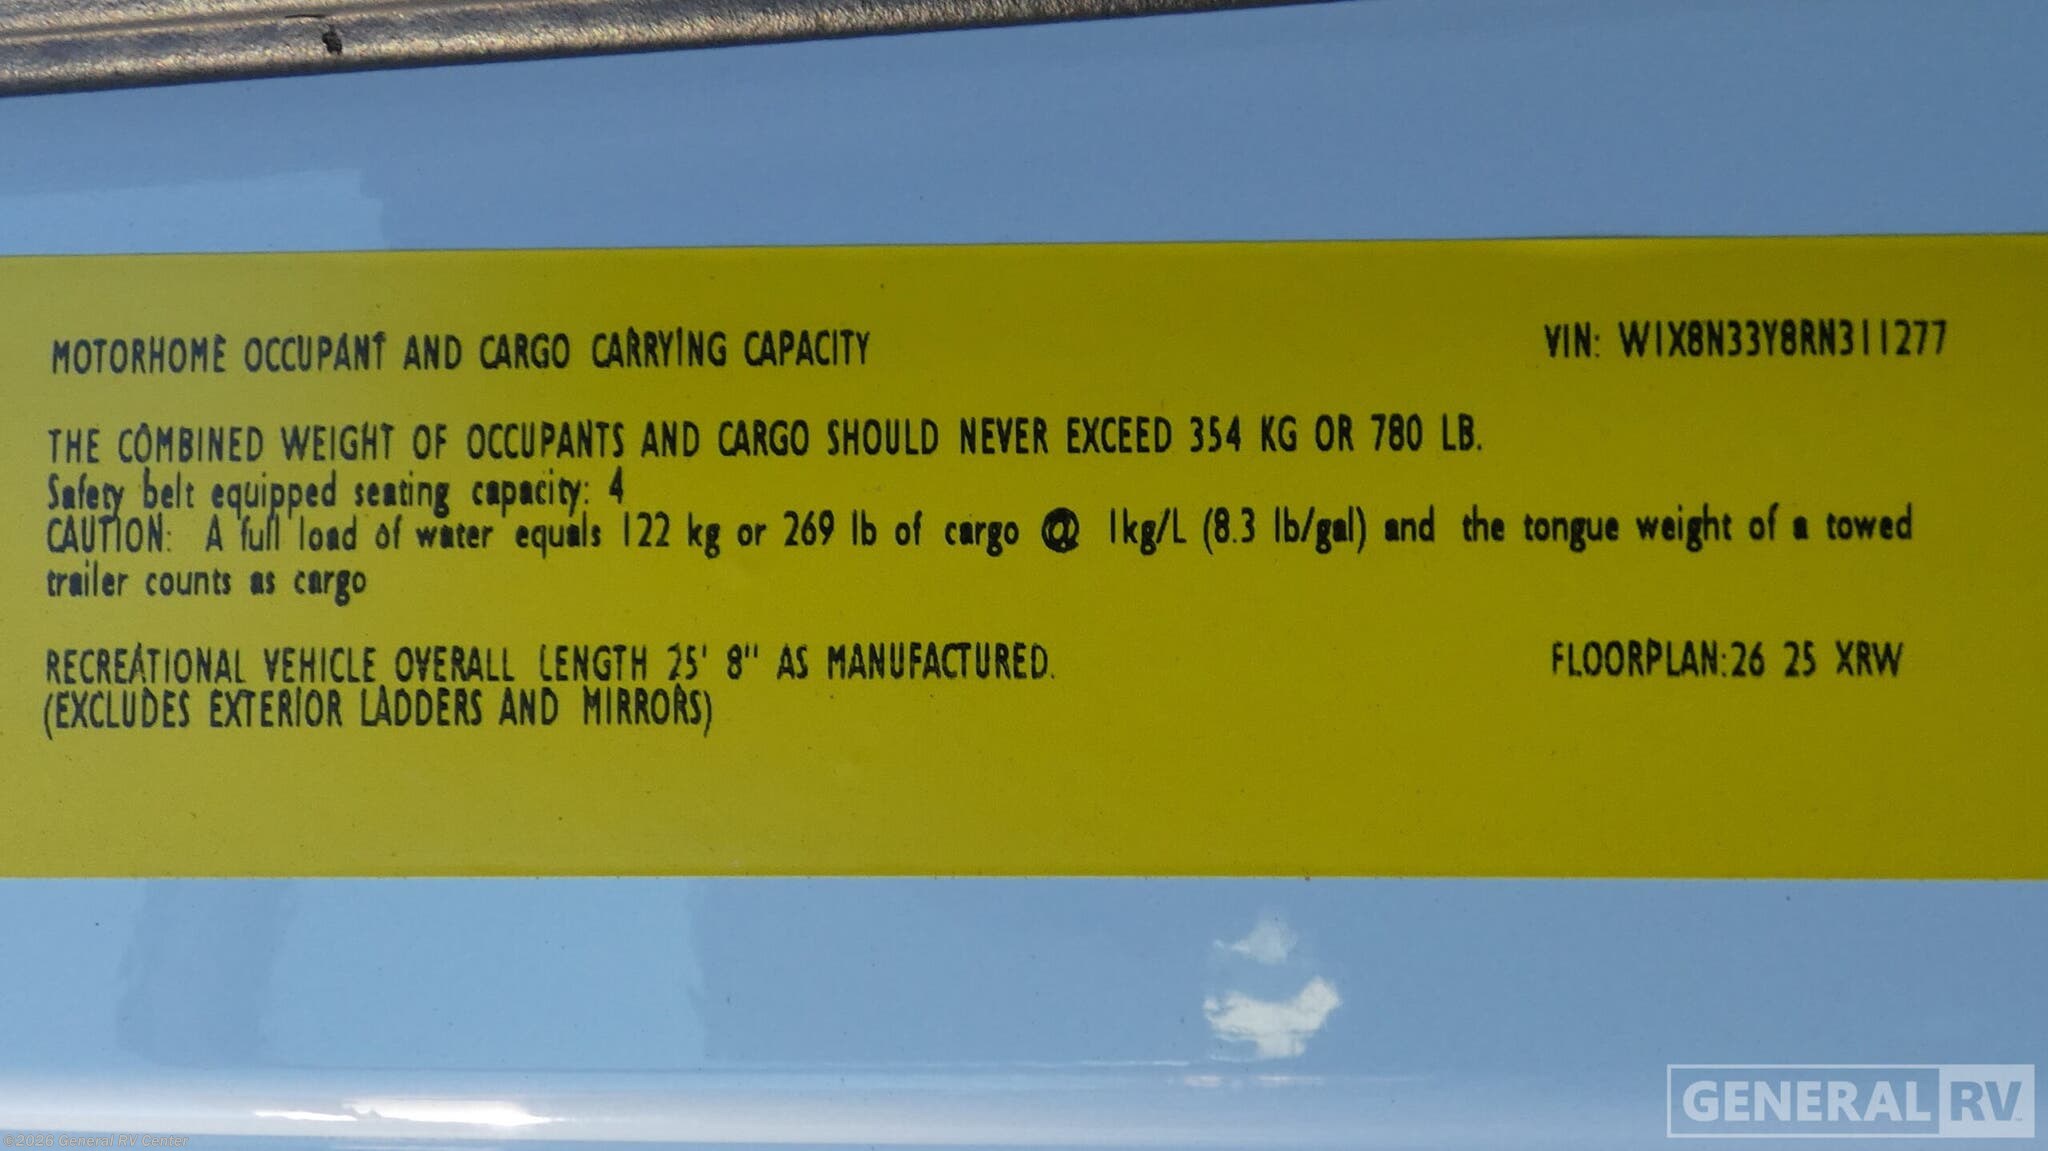 MOTORHOME OCCUPANT AND CARGO CARRYING CAPACITY
VIN: W1X8N33Y8RN311277
THE COMBINED WEIGHT OF OCCUPANTS AND CARGO SHOULD NEVER EXCEED 354 KG OR 780 LB.
Safety belt equipped seating capacity: 4
CAUTION: A full load of water equals 122 kg or 269 lb of cargo @ 1kg/L (8.3 lb/gal) and the tongue weight of a towed
trailer counts as cargo
RECREATIONAL VEHICLE OVERALL LENGTH 25' 8" AS MANUFACTURED.
(EXCLUDES EXTERIOR LADDERS AND MIRRORS)
FLOORPLAN:26 25 XRW
GENERAL RV
©2026 General RV Center